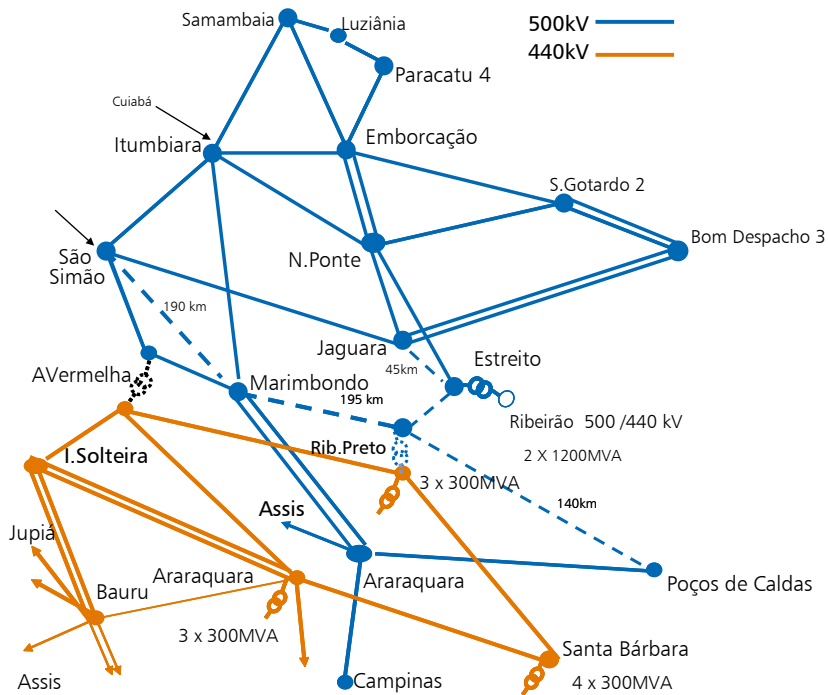 Samambaia
Luziânia
500kV
440kV
Paracatu 4
Cuiabá
Itumbiara
Emborcação
S.Gotardo 2
Bom Despacho 3
N.Ponte
São
Simão
190 km
Jaguara
45km
Estreito
AVermelha
Marimbondo
195 km
Ribeirão 500 /440 kV
Rib.Preto
2 X 1200MVA
I.Solteira
3 x 300MVA
140km
Assis
Jupiá
Araraquara
Araraquara
Poços de Caldas
Bauru
3 x 300MVA
Santa Bárbara
Assis
Campinas
4 x 300MVA